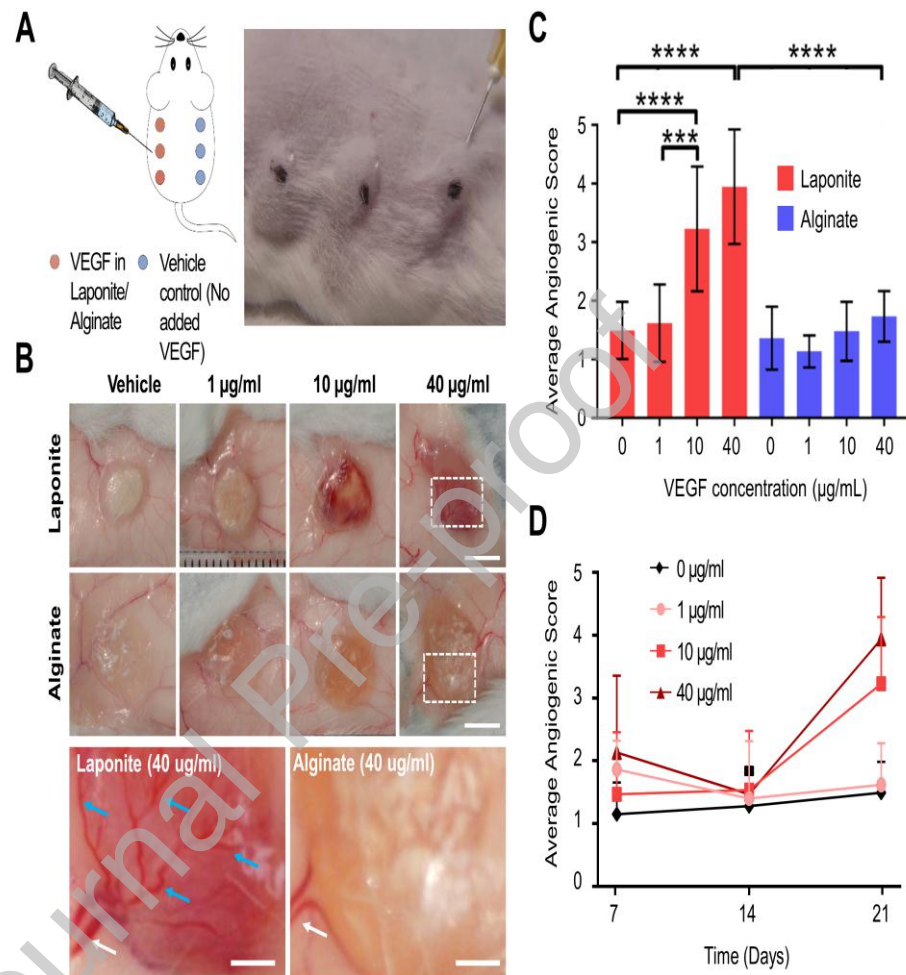 A
VEGF in
Laponite/
Alginate
Vehicle
control (No
added
VEGF)
B
Vehicle
1 µg/ml
10 µg/ml
40 µg/ml
Laponite
Alginate
Laponite (40 ug/ml)
Alginate (40 ug/ml)
C
****
****
****
***
Average Angiogenic Score
5
4
3
2
1
0
Laponite
Alginate
0 1 10 40 0 1 10 40
VEGF concentration (µg/mL)
D
Average Angiogenic Score
5
4
3
2
1
0
0 µg/ml
1 µg/ml
10 µg/ml
40 µg/ml
7 14 21
Time (Days)
Journal Pre-proof